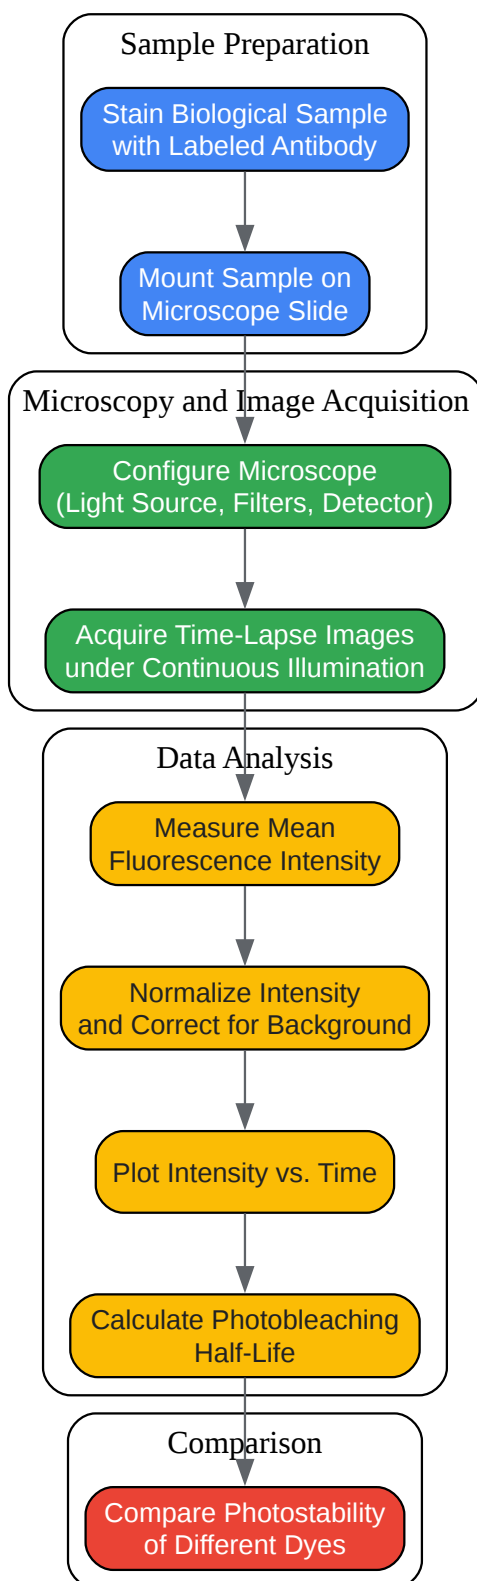 Sample Preparation
Stain Biological Sample
with Labeled Antibody
Mount Sample on
Microscope Slide
Microscopy and Image Acquisition
Configure Microscope
(Light Source, Filters, Detector)
Acquire Time-Lapse Images
under Continuous Illumination
Data Analysis
Measure Mean
Fluorescence Intensity
Normalize Intensity
and Correct for Background
Plot Intensity vs. Time
Calculate Photobleaching
Half-Life
Comparison
Compare Photostability
of Different Dyes